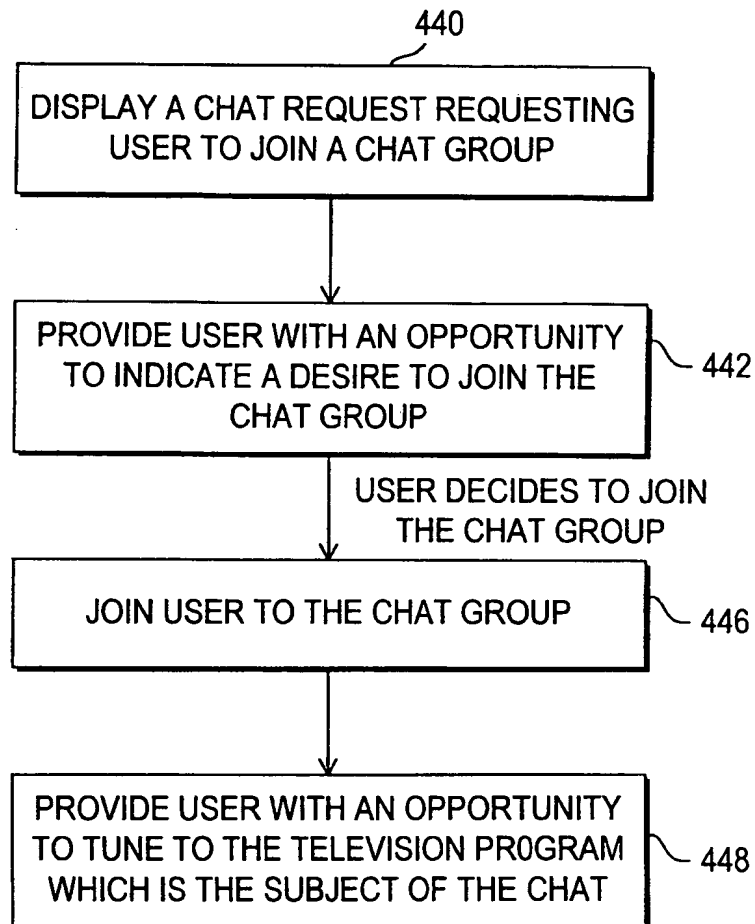 440
DISPLAY A CHAT REQUEST REQUESTING
USER TO JOIN A CHAT GROUP
PROVIDE USER WITH AN OPPORTUNITY
TO INDICATE A DESIRE TO JOIN THE
CHAT GROUP
442
USER DECIDES TO JOIN
THE CHAT GROUP
JOIN USER TO THE CHAT GROUP
446
PROVIDE USER WITH AN OPPORTUNITY
TO TUNE TO THE TELEVISION PR0GRAM
WHICH IS THE SUBJECT OF THE CHAT
448